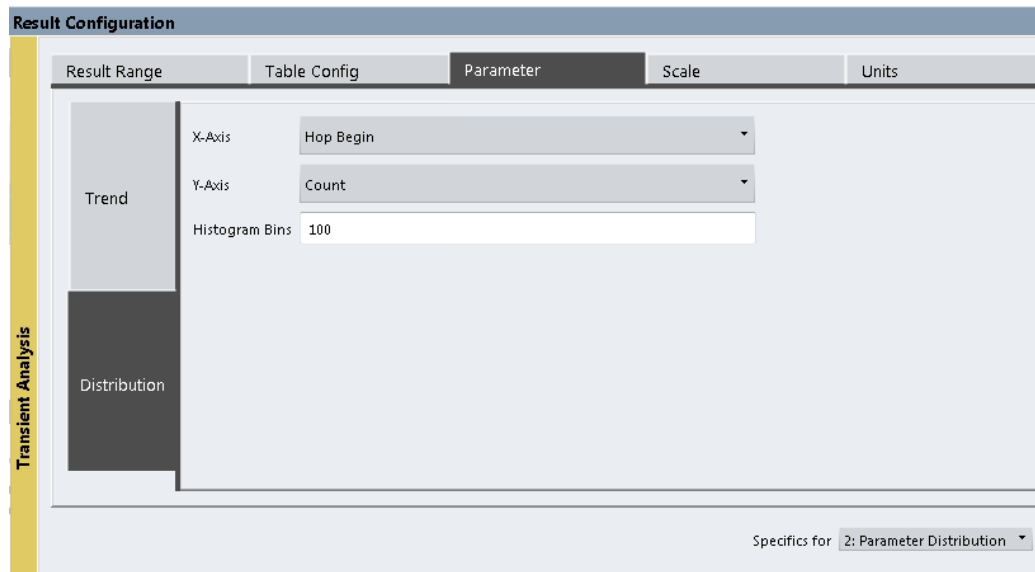 Result Configuration
Result Range Table Config Parameter Scale Units
Transient Analysis
Trend
Distribution
X-Axis Hop Begin
Y-Axis Count
Histogram Bins 100
Specifics for 2: Parameter Distribution